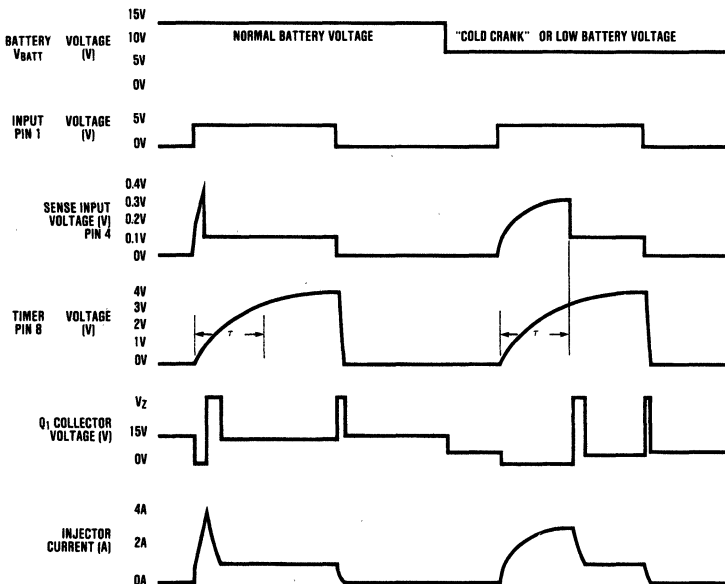 BATTERY VOLTAGE
VBATT (V)
15V
10V
5V
0V
NORMAL BATTERY VOLTAGE
"COLD CRANK" OR LOW BATTERY VOLTAGE
INPUT VOLTAGE
PIN 1 (V)
5V
0V
SENSE INPUT
VOLTAGE (V)
PIN 4
0.4V
0.3V
0.2V
0.1V
0V
TIMER VOLTAGE
PIN 8 (V)
4V
3V
2V
1V
0V
τ
τ
Q1 COLLECTOR
VOLTAGE (V)
VZ
15V
0V
INJECTOR
CURRENT (A)
4A
2A
0A